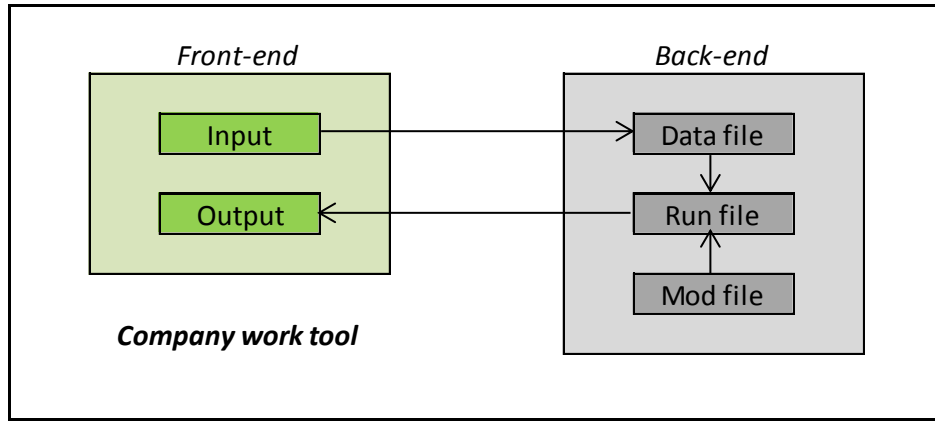 Front-end
Back-end
Input
Data file
Output
Run file
Mod file
Company work tool